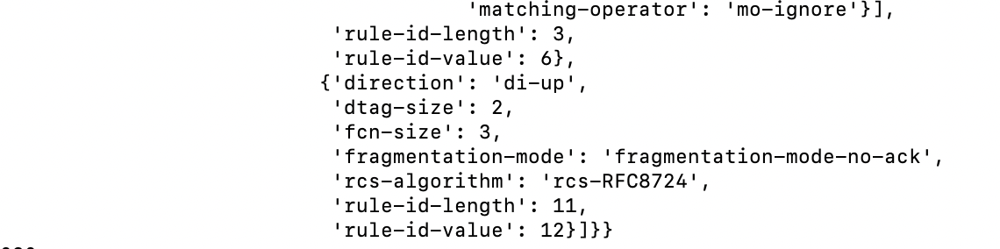 'matching-operator': 'mo-ignore'}],
'rule-id-length': 3,
'rule-id-value': 6},
{'direction': 'di-up',
'dtag-size': 2,
'fcn-size': 3,
'fragmentation-mode': 'fragmentation-mode-no-ack',
'rcs-algorithm': 'rcs-RFC8724',
'rule-id-length': 11,
'rule-id-value': 12}]}}